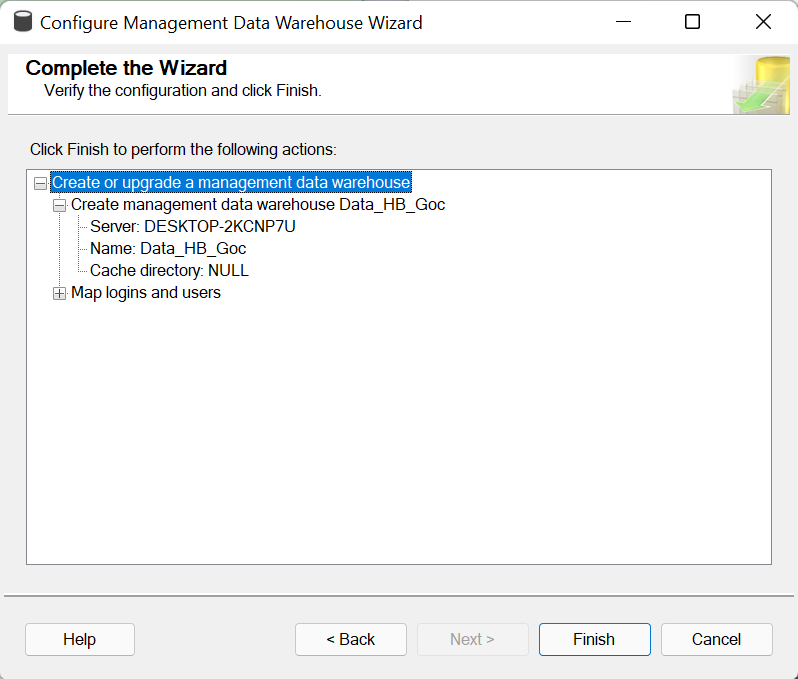 Configure Management Data Warehouse Wizard
Complete the Wizard
Verify the configuration and click Finish.
Click Finish to perform the following actions:
Create or upgrade a management data warehouse
Create management data warehouse Data_HB_Goc
Server: DESKTOP-2KCNP7U
Name: Data_HB_Goc
Cache directory: NULL
Map logins and users
Help
< Back
Next >
Finish
Cancel